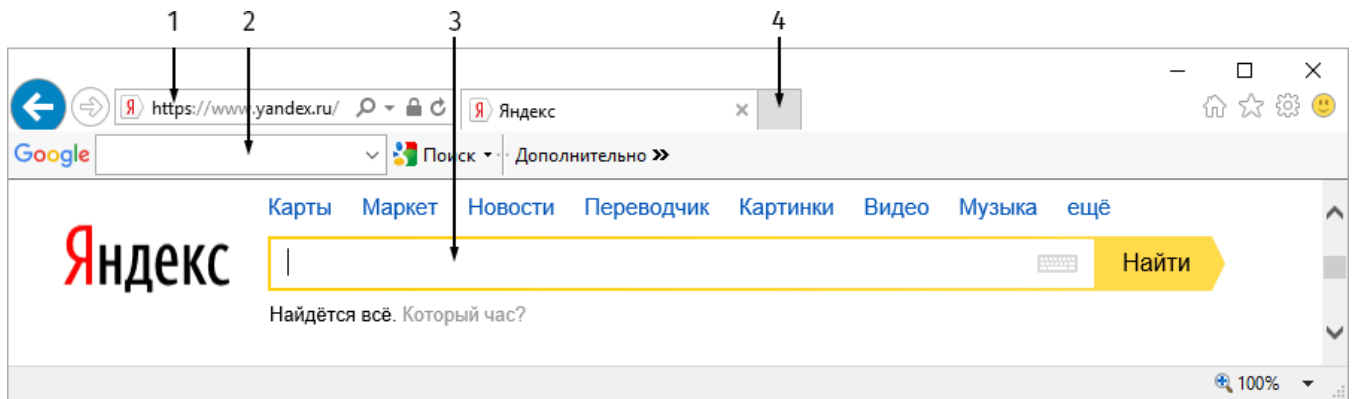 1 2 3 4
Я https://www.yandex.ru/ Я Яндекс
Google Поиск Дополнительно »
Карты Маркет Новости Переводчик Картинки Видео Музыка ещё
Яндекс Найти
Найдётся всё. Который час?
100%